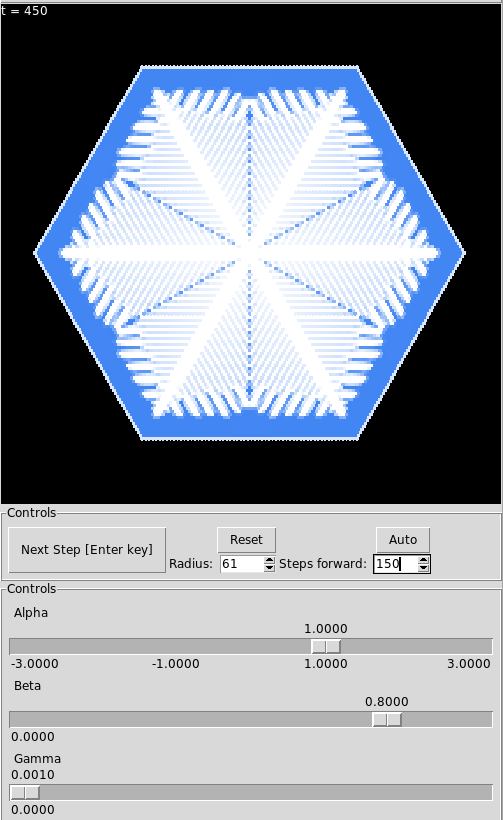 t = 450
Controls
Next Step [Enter key]
Reset
Auto
Radius: 61
Steps forward: 150
Controls
Alpha
1.0000
-3.0000 -1.0000 1.0000 3.0000
Beta
0.8000
0.0000
Gamma
0.0010
0.0000